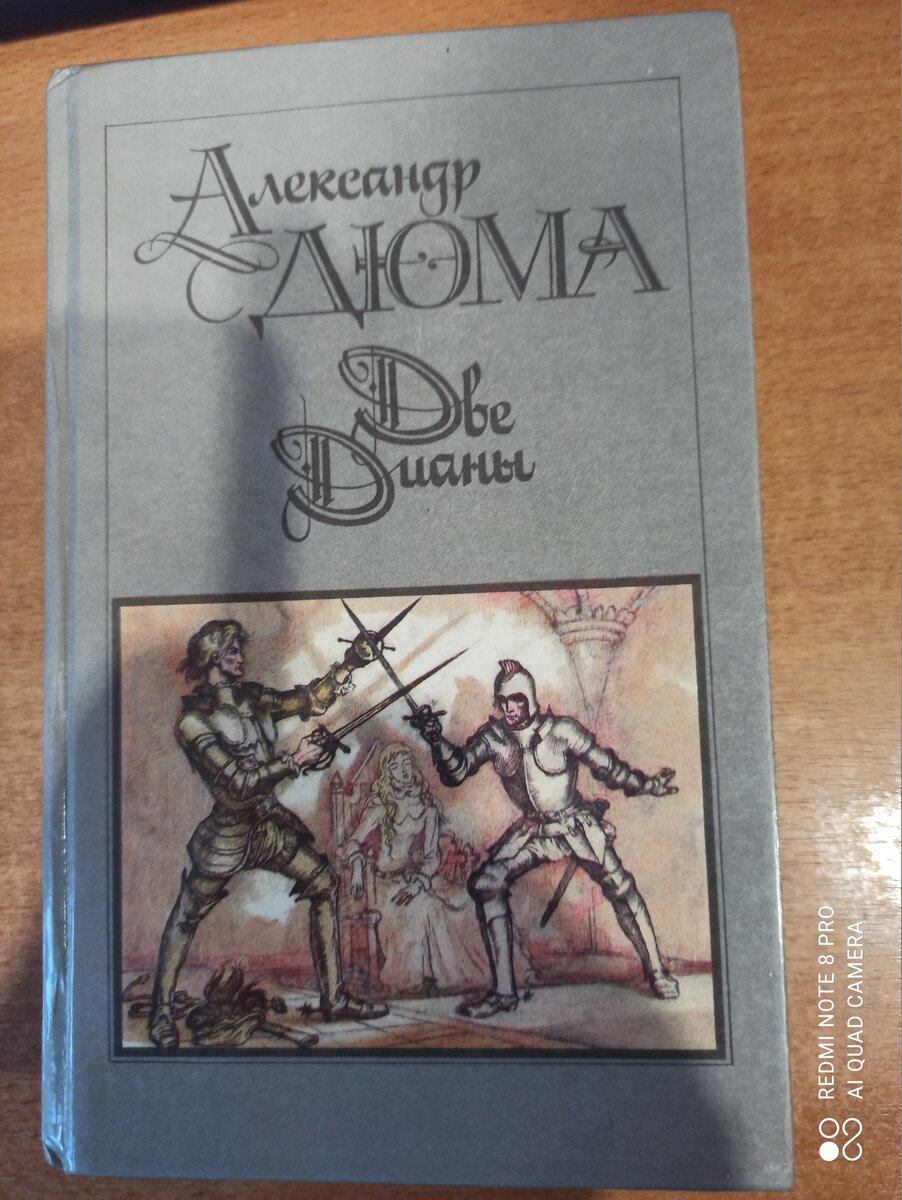 Александр
ДЮМА
Две
Дианы
REDMI NOTE 8 PRO
AI QUAD CAMERA